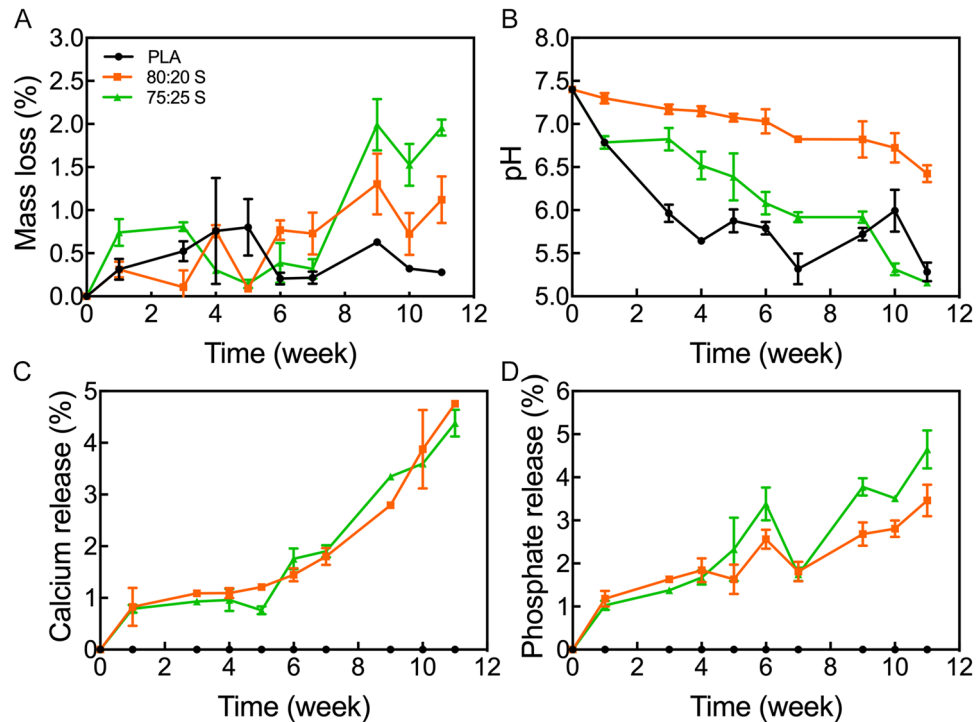 A
Mass loss (%)
3.0
2.5
2.0
1.5
1.0
0.5
0.0
PLA
80:20 S
75:25 S
0 2 4 6 8 10 12
Time (week)
B
pH
8.0
7.5
7.0
6.5
6.0
5.5
5.0
0 2 4 6 8 10 12
Time (week)
C
Calcium release (%)
5
4
3
2
1
0
0 2 4 6 8 10 12
Time (week)
D
Phosphate release (%)
6
5
4
3
2
1
0
0 2 4 6 8 10 12
Time (week)